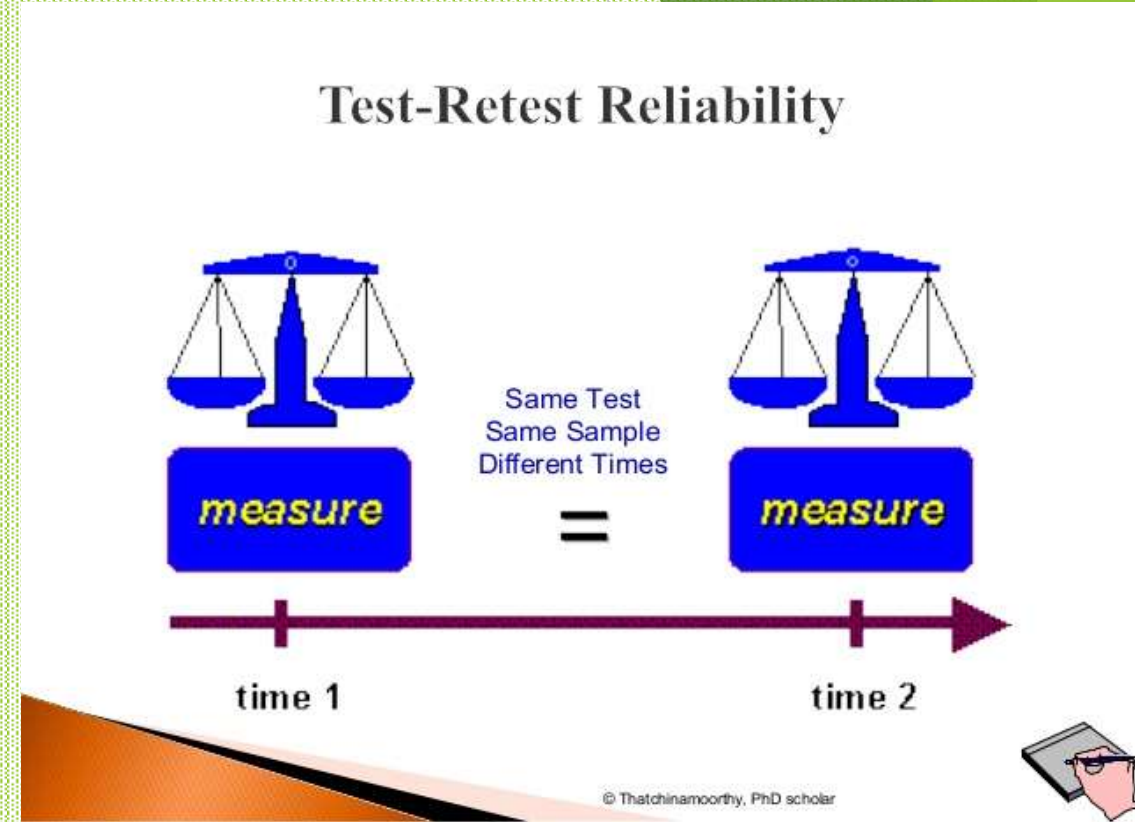 Test-Retest Reliability
Same Test
Same Sample
Different Times
measure
=
measure
time 1
time 2
© Thatchinamoorthy, PhD scholar